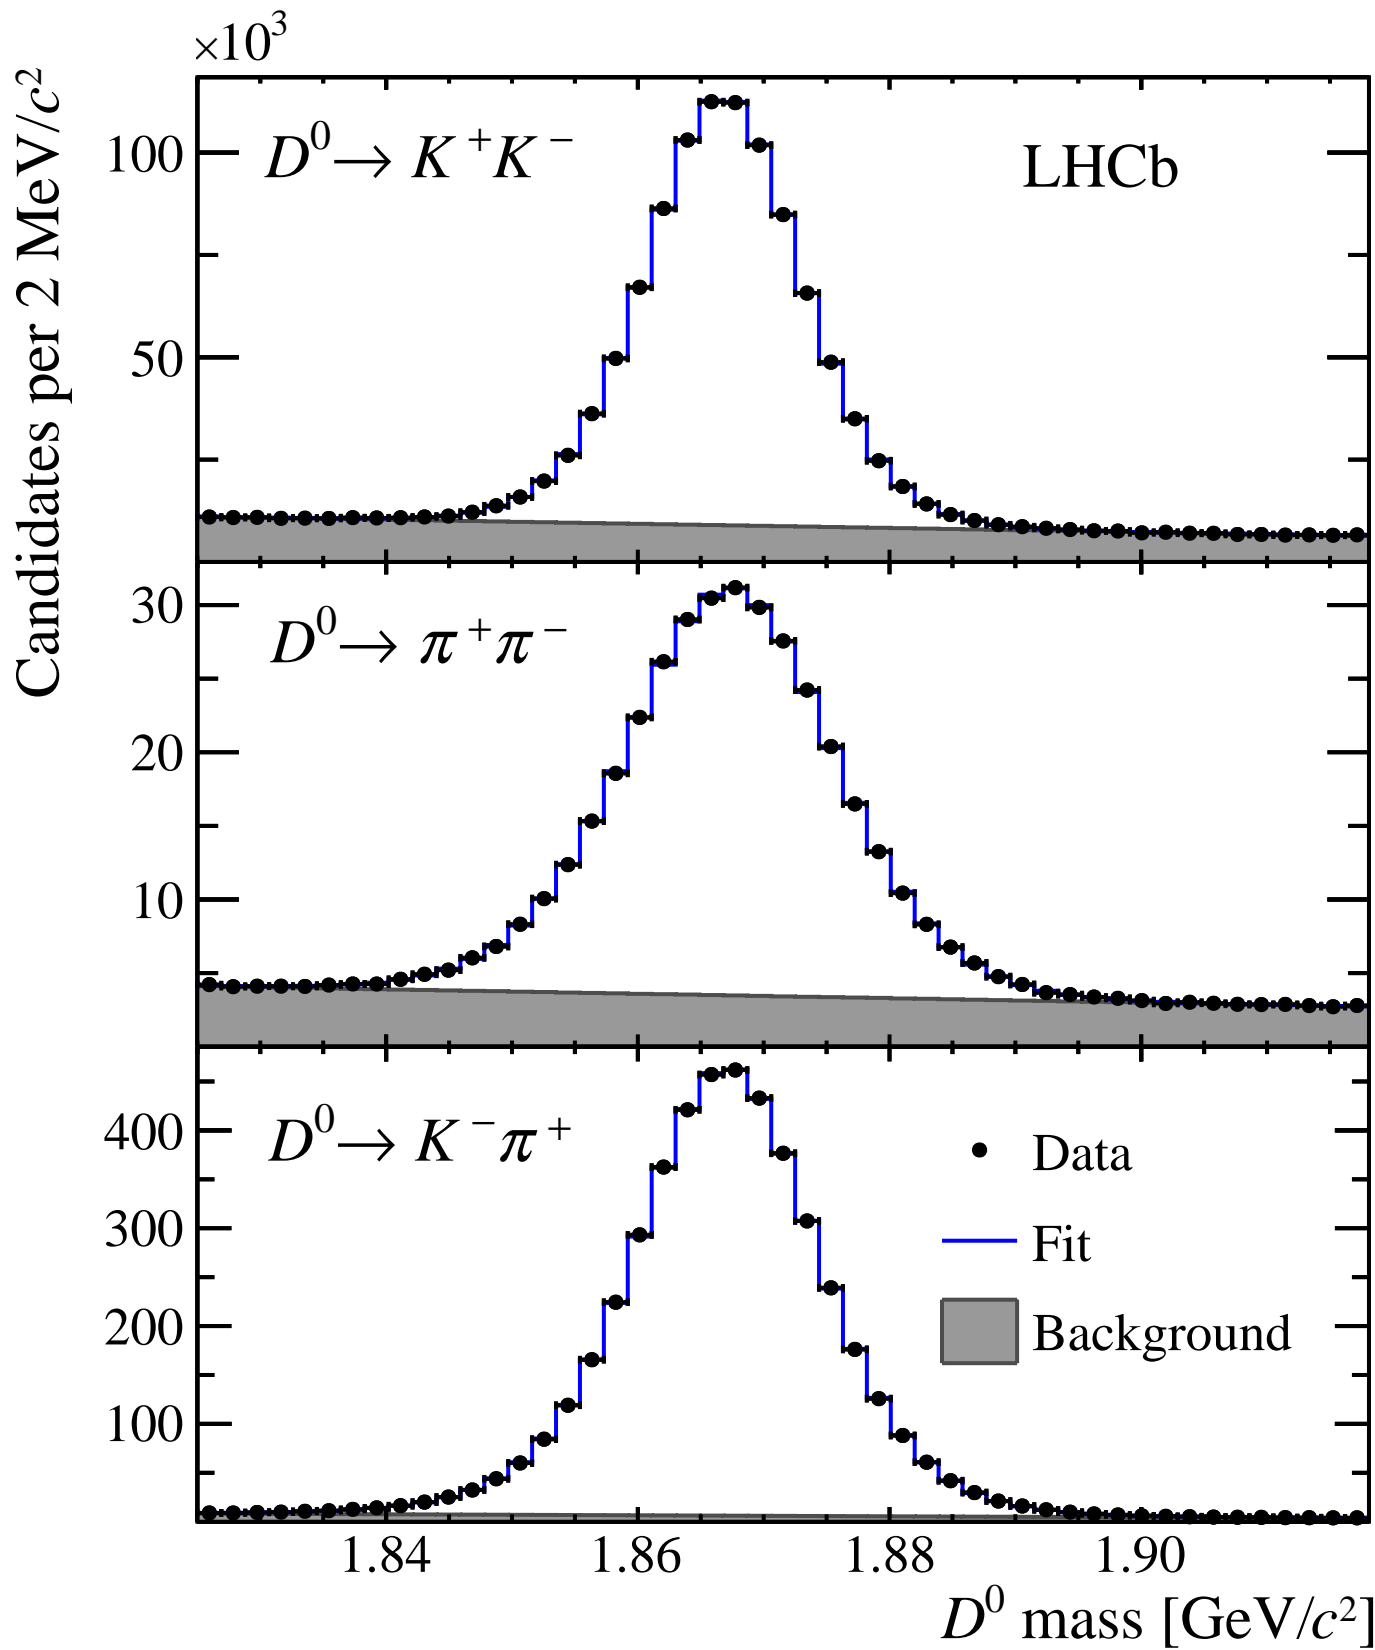 ×10³
Candidates per 2 MeV/c²
D⁰→ K⁺K⁻
LHCb
100
50
D⁰→ π⁺π⁻
30
20
10
D⁰→ K⁻π⁺
400
300
200
100
Data
Fit
Background
1.84 1.86 1.88 1.90
D⁰ mass [GeV/c²]